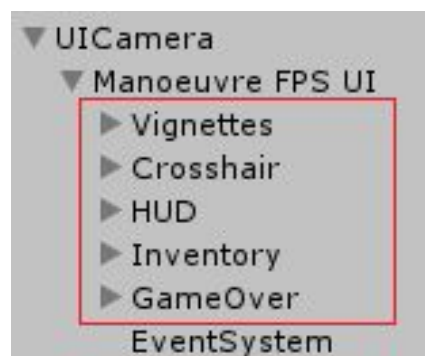 UICamera
Manoeuvre FPS UI
Vignettes
Crosshair
HUD
Inventory
GameOver
EventSystem